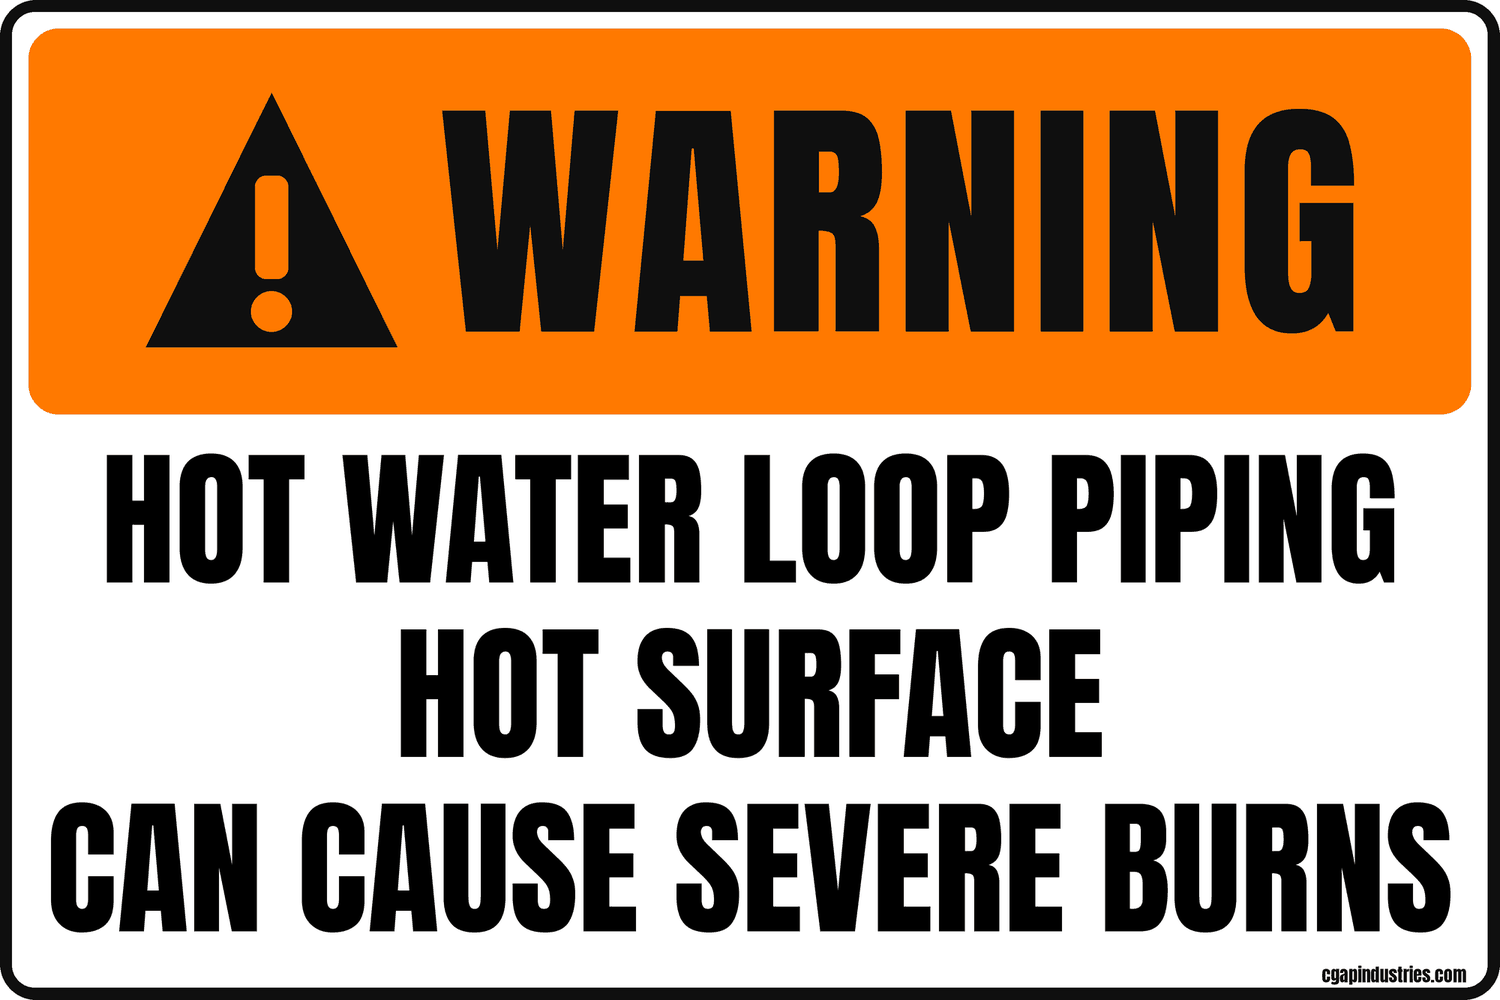 WARNING
HOT WATER LOOP PIPING
HOT SURFACE
CAN CAUSE SEVERE BURNS
cgapindustries.com